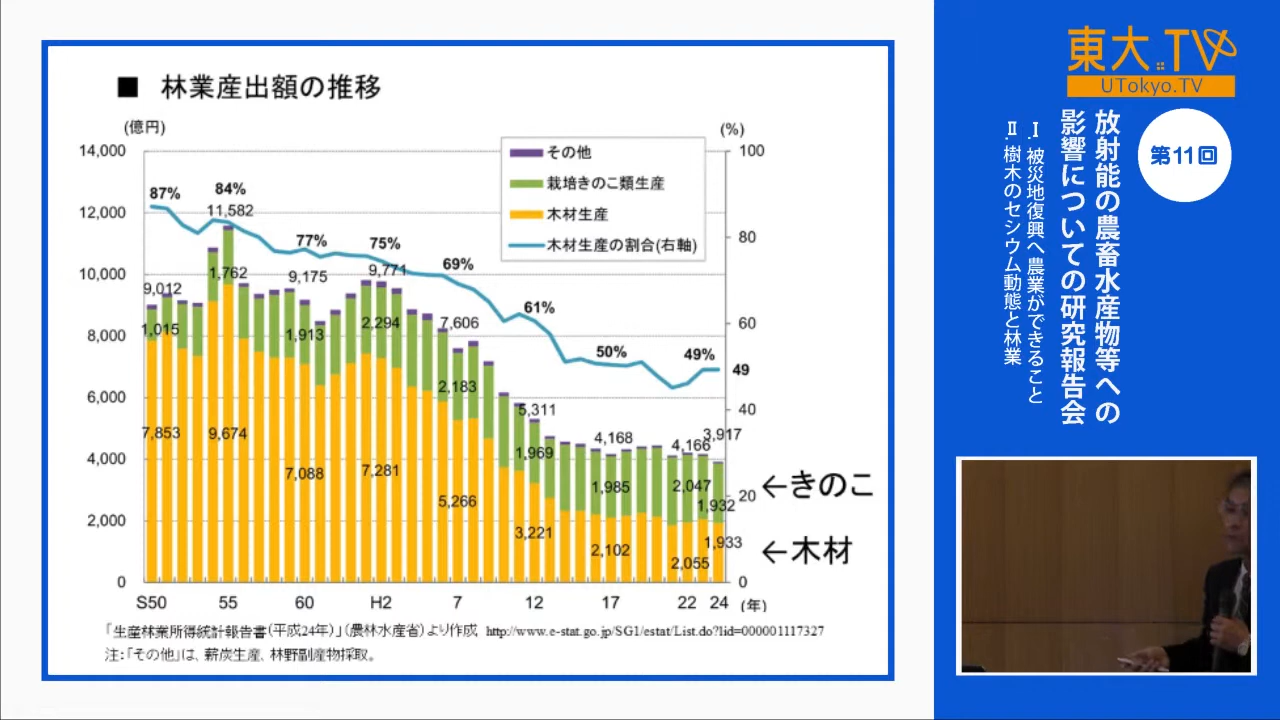 ■ 林業産出額の推移
(億円)
(%)
14,000
12,000
10,000
8,000
6,000
4,000
2,000
0
100
80
60
40
20
0
その他
栽培きのこ類生産
木材生産
木材生産の割合(右軸)
87%
84%
77%
75%
69%
61%
50%
49%
49
9,012
11,582
9,175
9,771
7,606
5,311
4,168
4,166
3,917
1,015
1,762
1,913
2,294
2,183
1,969
1,985
2,047
1,932
7,853
9,674
7,088
7,281
5,266
3,221
2,102
2,055
1,933
←きのこ
←木材
S50 55 60 H2 7 12 17 22 24 (年)
「生産林業所得統計報告書(平成24年)」(農林水産省)より作成 http://www.e-stat.go.jp/SG1/estat/List.do?lid=000001117327
注:「その他」は、薪炭生産、林野副産物採取。
東大.TV
UTokyo.TV
第11回
放射能の農畜水産物等への
影響についての研究報告会
Ⅰ.被災地復興へ農業ができること
Ⅱ.樹木のセシウム動態と林業